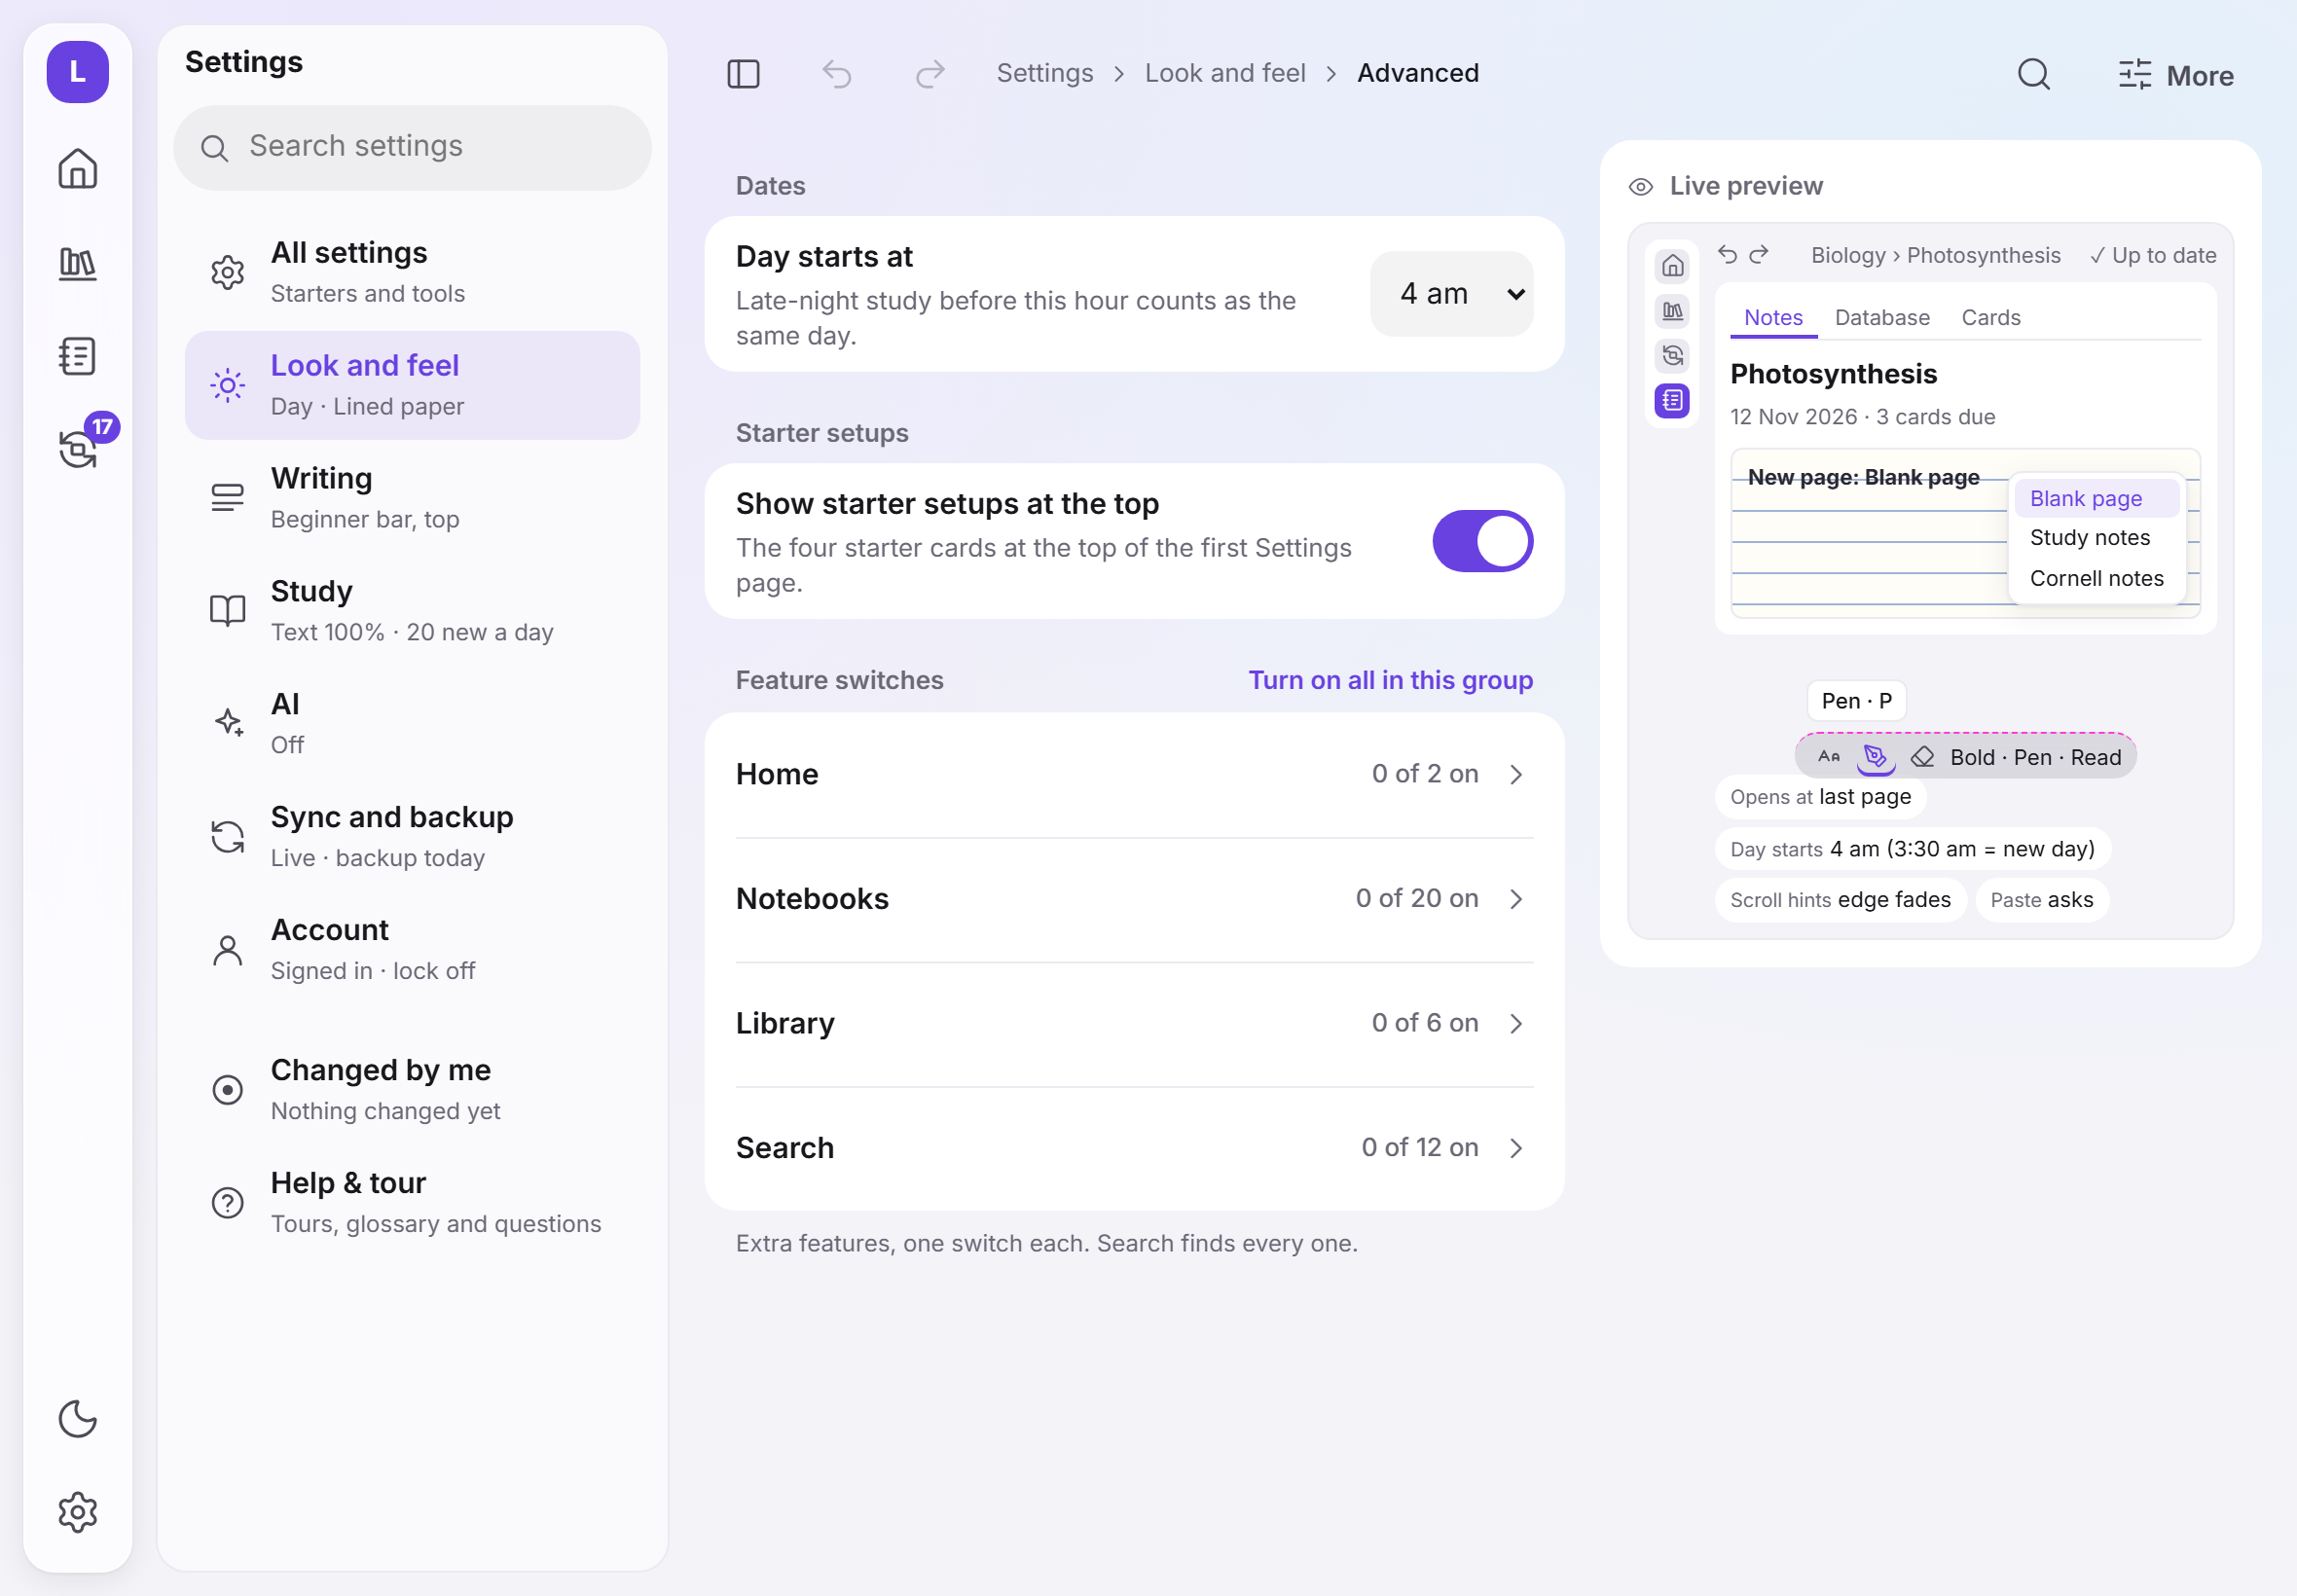 L
17
Settings
Search settings
All settings
Starters and tools
Look and feel
Day · Lined paper
Writing
Beginner bar, top
Study
Text 100% · 20 new a day
AI
Off
Sync and backup
Live · backup today
Account
Signed in · lock off
Changed by me
Nothing changed yet
Help & tour
Tours, glossary and questions
Settings > Look and feel > Advanced
More
Dates
Day starts at
Late-night study before this hour counts as the
same day.
4 am
Starter setups
Show starter setups at the top
The four starter cards at the top of the first Settings
page.
Feature switches
Turn on all in this group
Home
0 of 2 on
Notebooks
0 of 20 on
Library
0 of 6 on
Search
0 of 12 on
Extra features, one switch each. Search finds every one.
Live preview
Biology › Photosynthesis
✓ Up to date
Notes
Database
Cards
Photosynthesis
12 Nov 2026 · 3 cards due
New page: Blank page
Blank page
Study notes
Cornell notes
Pen · P
Aa
Bold · Pen · Read
Opens at last page
Day starts 4 am (3:30 am = new day)
Scroll hints edge fades
Paste asks